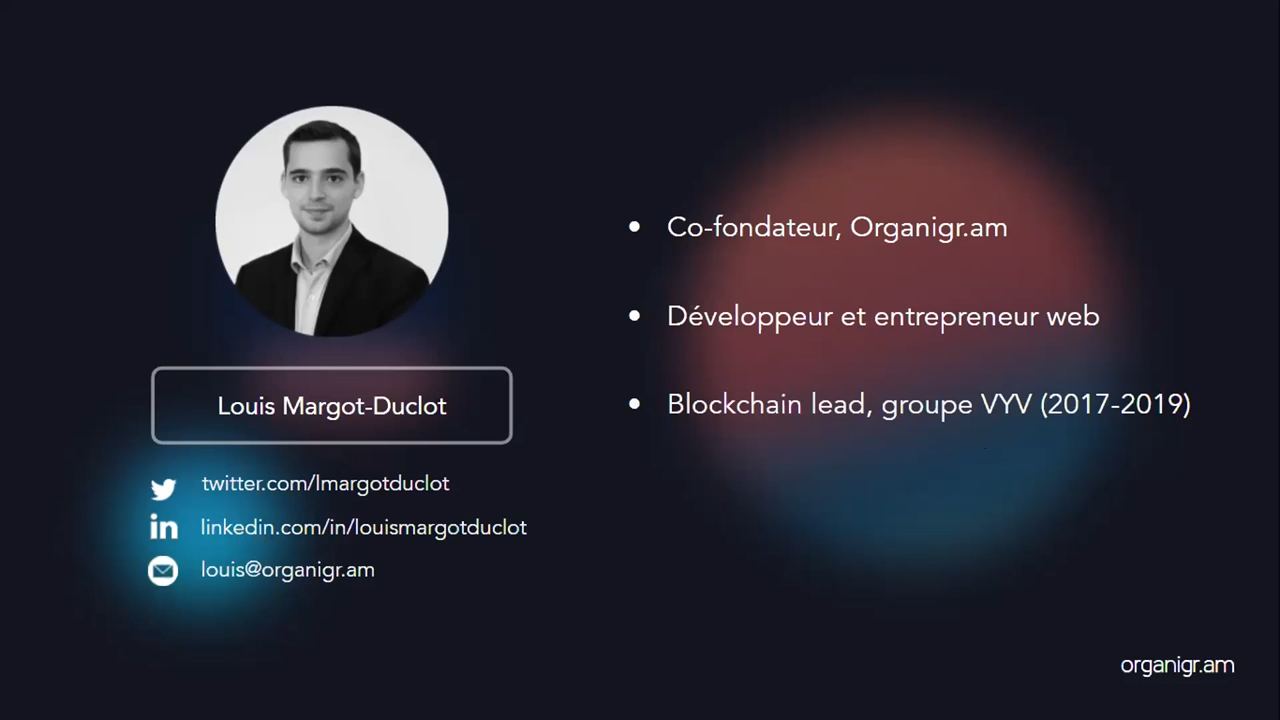 Louis Margot-Duclot
twitter.com/lmargotduclot
linkedin.com/in/louismargotduclot
louis@organigr.am
• Co-fondateur, Organigr.am
• Développeur et entrepreneur web
• Blockchain lead, groupe VYV (2017-2019)
organigr.am